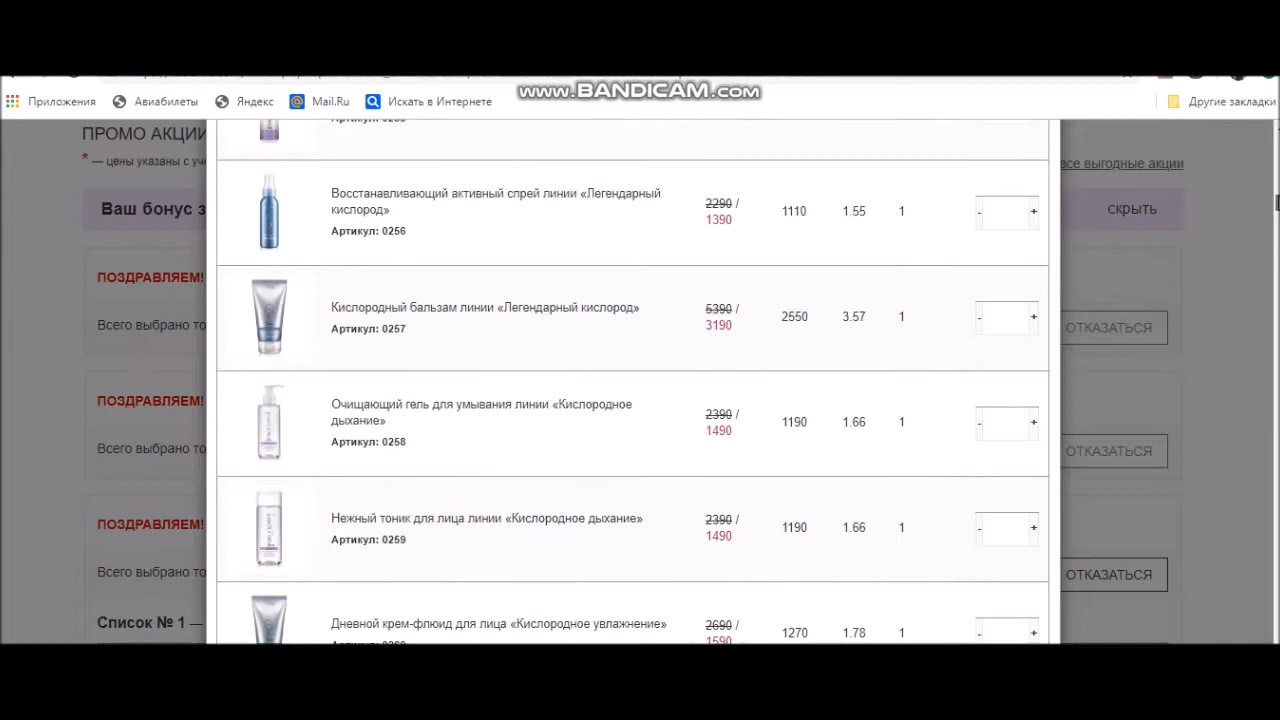 www.BANDICAM.com
Приложения Авиабилеты Яндекс Mail.Ru Искать в Интернете Другие закладки
ПРОМО АКЦИИ
* — цены указаны с уч
все выгодные акции
Ваш бонус з
скрыть
ПОЗДРАВЛЯЕМ!
Всего выбрано то
ОТКАЗАТЬСЯ
ПОЗДРАВЛЯЕМ!
Всего выбрано то
ОТКАЗАТЬСЯ
ПОЗДРАВЛЯЕМ!
Всего выбрано то
ОТКАЗАТЬСЯ
Список № 1 —
Восстанавливающий активный спрей линии «Легендарный
кислород»
Артикул: 0256
2290 /
1390
1110 1.55 1 - +
Кислородный бальзам линии «Легендарный кислород»
Артикул: 0257
5390 /
3190
2550 3.57 1 - +
Очищающий гель для умывания линии «Кислородное
дыхание»
Артикул: 0258
2390 /
1490
1190 1.66 1 - +
Нежный тоник для лица линии «Кислородное дыхание»
Артикул: 0259
2390 /
1490
1190 1.66 1 - +
Дневной крем-флюид для лица «Кислородное увлажнение»
2690 /
1590
1270 1.78 1 - +